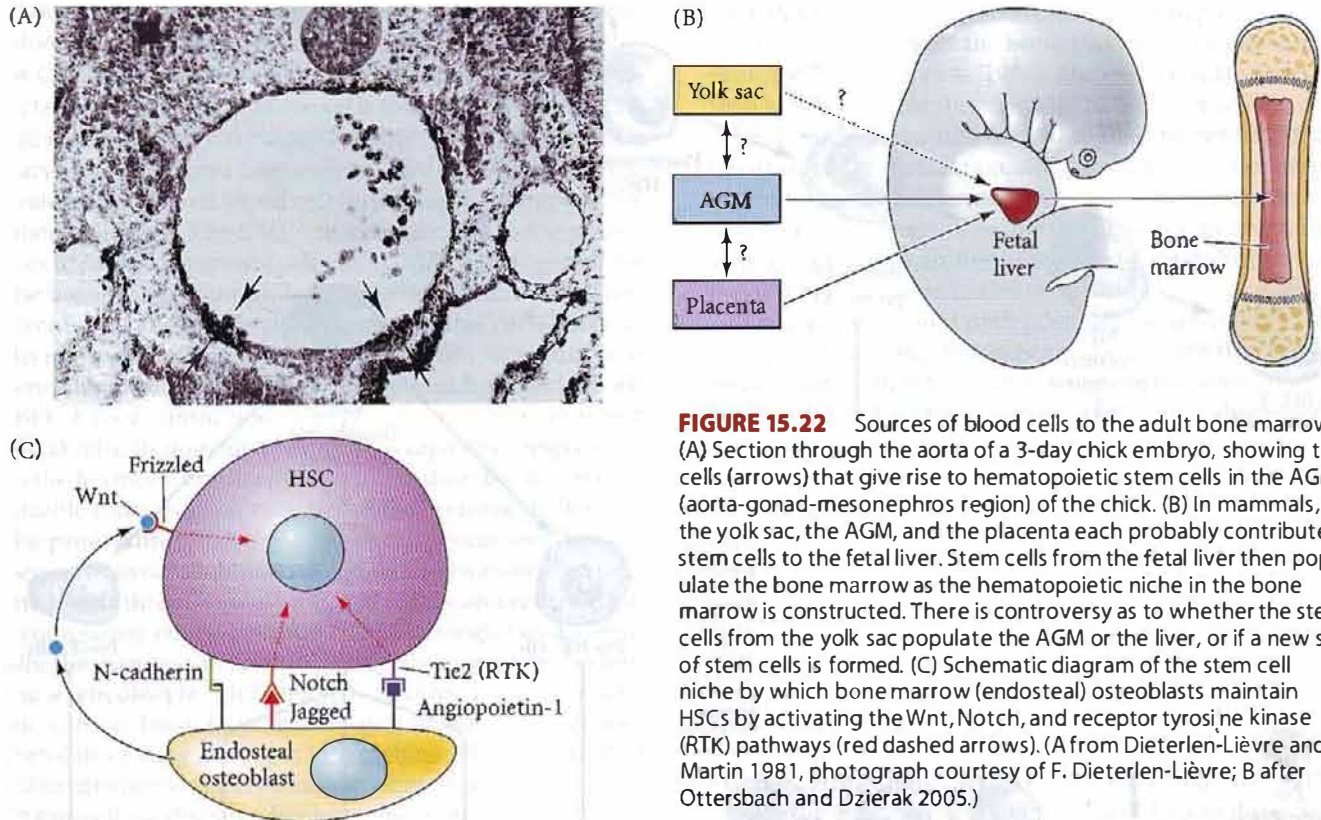 (A)
(B)
Yolk sac
?
?
AGM
?
Placenta
Fetal
liver
Bone
marrow
(C)
Frizzled
Wnt
HSC
N-cadherin
Notch
Jagged
Tie2 (RTK)
Angiopoietin-1
Endosteal
osteoblast
FIGURE 15.22 Sources of blood cells to the adult bone marrow
(A) Section through the aorta of a 3-day chick embryo, showing
cells (arrows) that give rise to hematopoietic stem cells in the
(aorta-gonad-mesonephros region) of the chick. (B) In mammals,
the yolk sac, the AGM, and the placenta each probably contribute
stem cells to the fetal liver. Stem cells from the fetal liver then pop
ulate the bone marrow as the hematopoietic niche in the bone
marrow is constructed. There is controversy as to whether the
cells from the yolk sac populate the AGM or the liver, or if a new
of stem cells is formed. (C) Schematic diagram of the stem cell
niche by which bone marrow (endosteal) osteoblasts maintain
HSCs by activating the Wnt, Notch, and receptor tyrosine kinase
(RTK) pathways (red dashed arrows). (A from Dieterlen-Lièvre and
Martin 1981, photograph courtesy of F. Dieterlen-Lièvre; B after
Ottersbach and Dzierak 2005.)